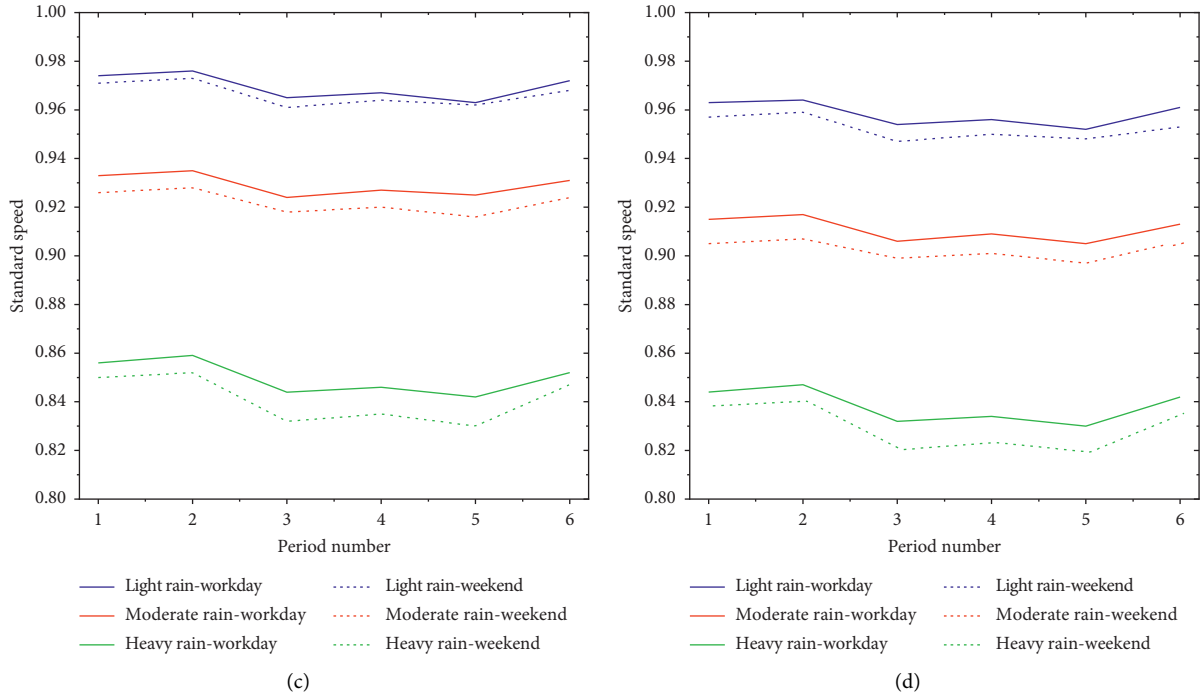 1.00
0.98
0.96
0.94
0.92
0.90
0.88
0.86
0.84
0.82
0.80
Standard speed
1 2 3 4 5 6
Period number
Light rain-workday
Moderate rain-workday
Heavy rain-workday
Light rain-weekend
Moderate rain-weekend
Heavy rain-weekend
(c)
1.00
0.98
0.96
0.94
0.92
0.90
0.88
0.86
0.84
0.82
0.80
Standard speed
1 2 3 4 5 6
Period number
Light rain-workday
Moderate rain-workday
Heavy rain-workday
Light rain-weekend
Moderate rain-weekend
Heavy rain-weekend
(d)